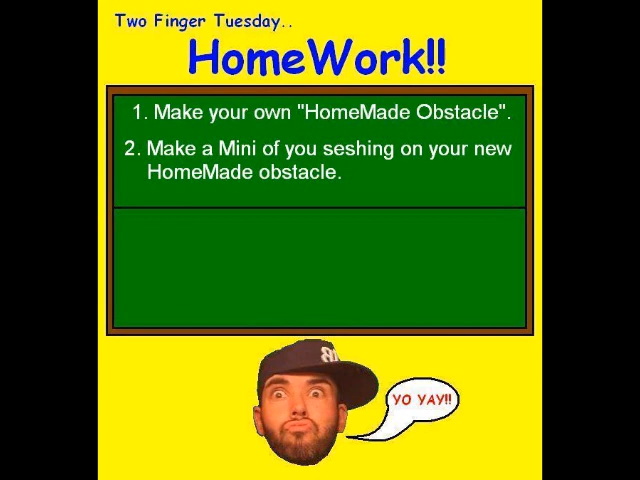 Two Finger Tuesday..
HomeWork!!
1. Make your own "HomeMade Obstacle".
2. Make a Mini of you seshing on your new
HomeMade obstacle.
YO YAY!!